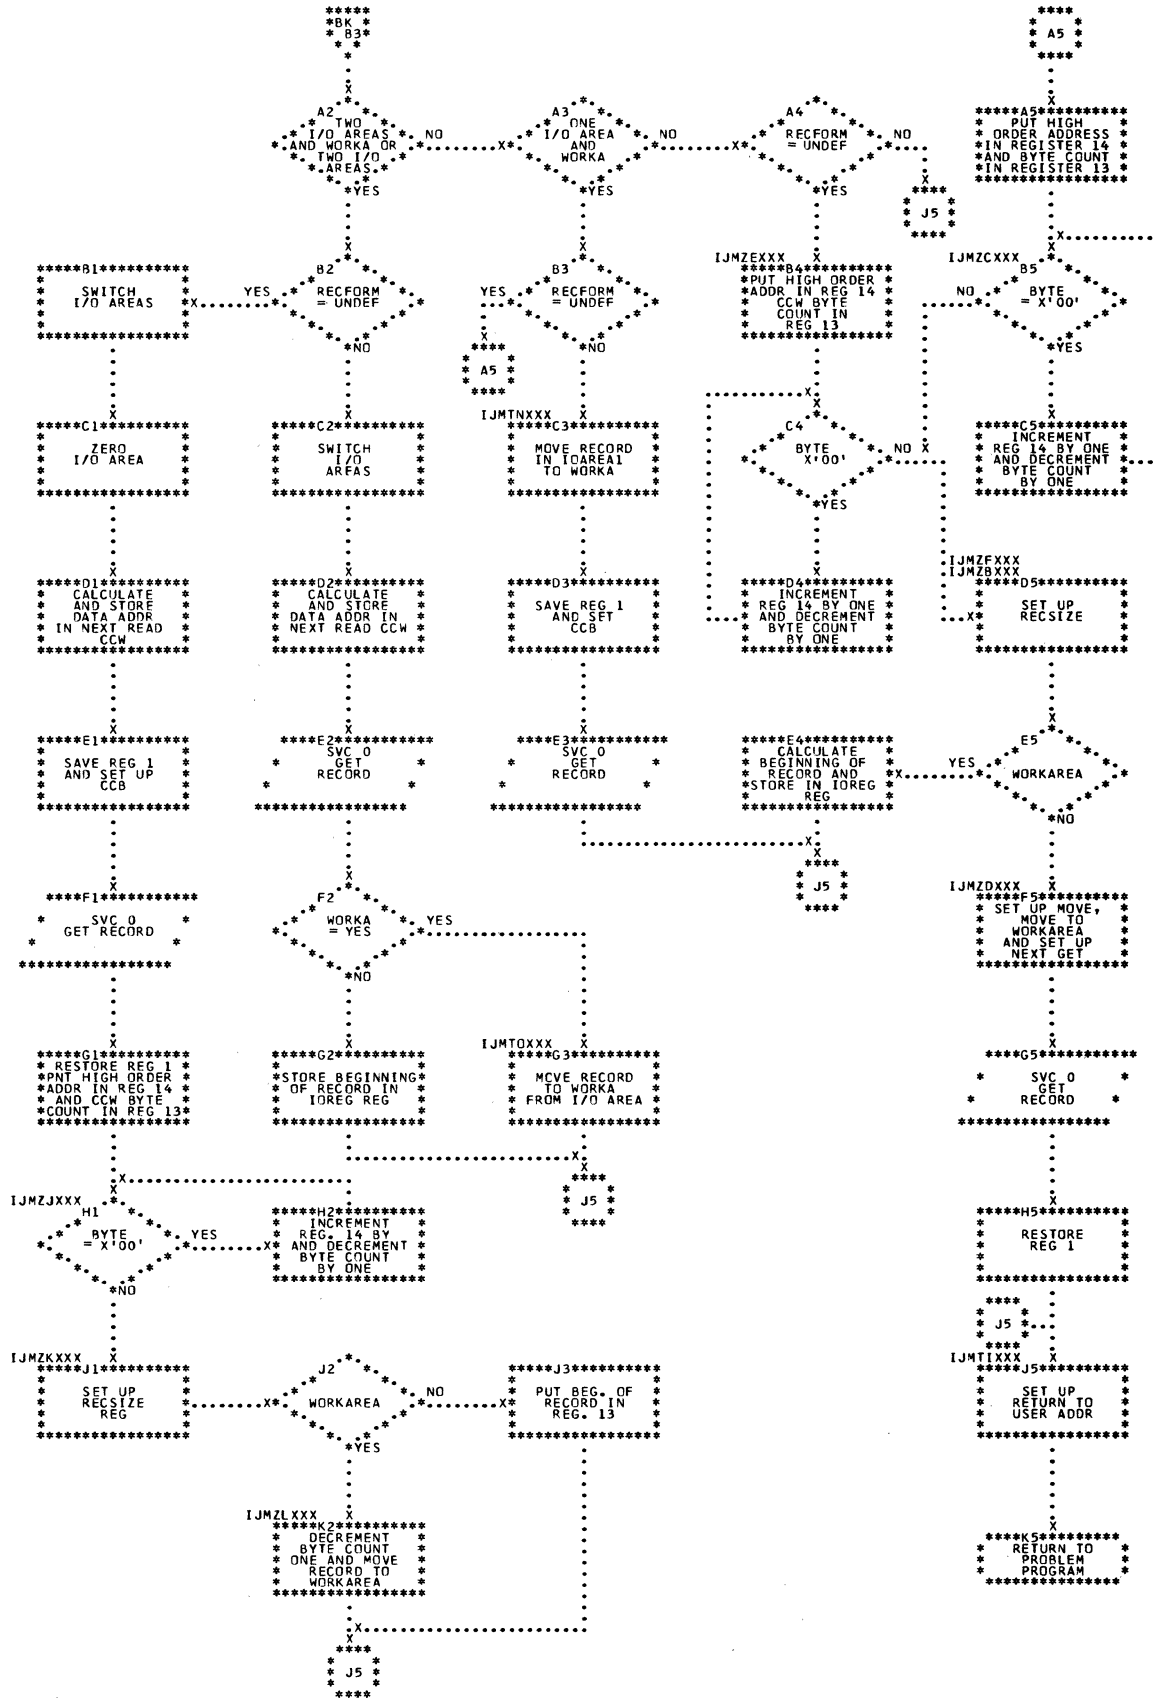 BK
B3
A5
A2
TWO
I/O AREAS
AND WORKA OR
TWO I/O
AREAS
NO
YES
A3
ONE
I/O AREA
AND
WORKA
NO
YES
A4
RECFORM
= UNDEF
NO
YES
J5
A5
PUT HIGH
ORDER ADDRESS
IN REGISTER 14
AND BYTE COUNT
IN REGISTER 13
B1
SWITCH
I/O AREAS
YES
B2
RECFORM
= UNDEF
NO
YES
B3
RECFORM
= UNDEF
NO
A5
IJMZEXXX
B4
PUT HIGH ORDER
ADDR IN REG 14
CCW BYTE
COUNT IN
REG 13
IJMZCXXX
B5
NO
BYTE
= X'00'
YES
C1
ZERO
I/O AREA
C2
SWITCH
I/O
AREAS
IJMTNXXX
C3
MOVE RECORD
IN IOAREA1
TO WORKA
C4
BYTE
X'00'
NO
YES
C5
INCREMENT
REG 14 BY ONE
AND DECREMENT
BYTE COUNT
BY ONE
D1
CALCULATE
AND STORE
DATA ADDR
IN NEXT READ
CCW
D2
CALCULATE
AND STORE
DATA ADDR IN
NEXT READ CCW
D3
SAVE REG 1
AND SET
CCB
D4
INCREMENT
REG 14 BY ONE
AND DECREMENT
BYTE COUNT
BY ONE
IJMZFXXX
IJMZBXXX
D5
SET UP
RECSIZE
E1
SAVE REG 1
AND SET UP
CCB
E2
SVC 0
GET
RECORD
E3
SVC 0
GET
RECORD
E4
CALCULATE
BEGINNING OF
RECORD AND
STORE IN IOREG
REG
YES
E5
WORKAREA
NO
J5
F1
SVC 0
GET RECORD
F2
WORKA
= YES
YES
NO
IJMZDXXX
F5
SET UP MOVE,
MOVE TO
WORKAREA
AND SET UP
NEXT GET
G1
RESTORE REG 1
PNT HIGH ORDER
ADDR IN REG 14
AND CCW BYTE
COUNT IN REG 13
G2
STORE BEGINNING
OF RECORD IN
IOREG REG
IJMTOXXX
G3
MOVE RECORD
TO WORKA
FROM I/O AREA
G5
SVC 0
GET
RECORD
J5
IJMZJXXX
H1
BYTE
= X'00'
YES
NO
H2
INCREMENT
REG. 14 BY
AND DECREMENT
BYTE COUNT
BY ONE
H5
RESTORE
REG 1
J5
IJMZKXXX
J1
SET UP
RECSIZE
REG
J2
WORKAREA
NO
YES
J3
PUT BEG. OF
RECORD IN
REG. 13
IJMTIXXX
J5
SET UP
RETURN TO
USER ADDR
IJMZLXXX
K2
DECREMENT
BYTE COUNT
ONE AND MOVE
RECORD TO
WORKAREA
K5
RETURN TO
PROBLEM
PROGRAM
J5